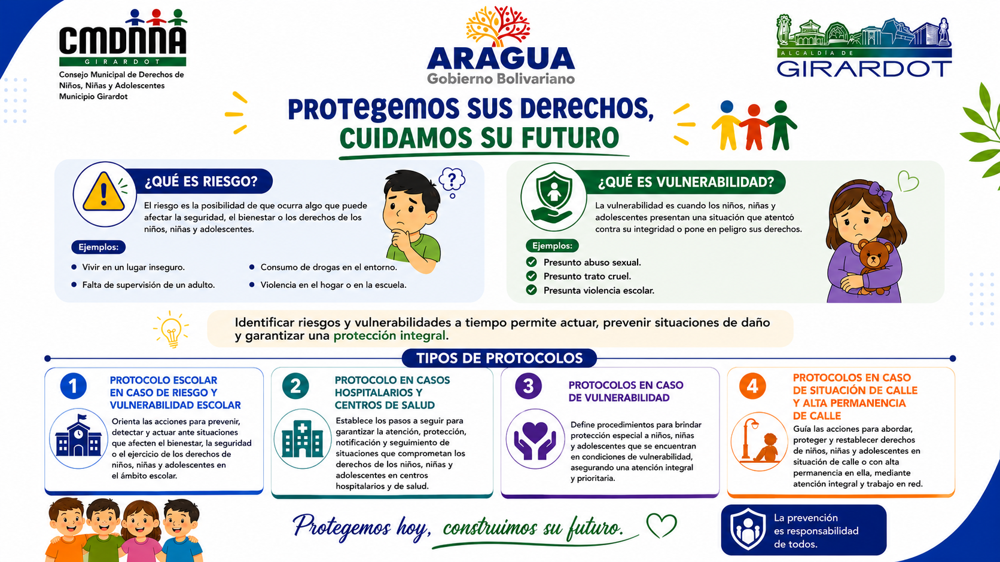 CMDNNA
GIRARDOT
Consejo Municipal de Derechos de
Niños, Niñas y Adolescentes
Municipio Girardot
ARAGUA
Gobierno Bolivariano
ALCALDÍA DE
GIRARDOT
PROTegemos sus Derechos,
CUIDAMOS SU FUTURO
¿QUÉ ES RIESGO?
El riesgo es la posibilidad de que ocurra algo que puede
afectar la seguridad, el bienestar o los derechos de los
niños, niñas y adolescentes.
Ejemplos:
Vivir en un lugar inseguro.
Falta de supervisión de un adulto.
Consumo de drogas en el entorno.
Violencia en el hogar o en la escuela.
?
¿QUÉ ES VULNERABILIDAD?
La vulnerabilidad es cuando los niños, niñas y
adolescentes presentan una situación que atentcó
contra su integridad o pone en peligro sus derechos.
Ejemplos:
Presunto abuso sexual.
Presunto trato cruel.
Presunta violencia escolar.
Identificar riesgos y vulnerabilidades a tiempo permite actuar, prevenir situaciones de daño
y garantizar una protección integral.
TIPOS DE PROTOCOLOS
1
PROTOCOLO ESCOLAR
EN CASO DE RIESGO Y
VULNERABILIDAD ESCOLAR
Orienta las acciones para prevenir,
detectar y actuar ante situaciones
que afecten el bienestar, la seguridad
o el ejercicio de los derechos de
niños, niñas y adolescentes en
el ámbito escolar.
2
PROTOCOLO EN CASOS
HOSPITALARIOS Y
CENTROS DE SALUD
Establece los pasos a seguir para
garantizar la atención, protección,
notificación y seguimiento de
situaciones que comprometan los
derechos de los niños, niñas y
adolescentes en centros
hospitalarios y de salud.
3
PROTOCOLOS EN CASO
DE VULNERABILIDAD
Define procedimientos para brindar
protección especial a niños, niñas
y adolescentes que se encuentran
en condiciones de vulnerabilidad,
asegurando una atención integral
y prioritaria.
4
PROTOCOLOS EN CASO
DE SITUACIÓN DE CALLE
Y ALTA PERMANENCIA
DE CALLE
Guía las acciones para abordar,
proteger y restablecer derechos
de niños, niñas y adolescentes en
situación de calle o con alta
permanencia en ella, mediante
atención integral y trabajo en red.
Protegemos hoy, construimos su futuro.
La prevención
es responsabilidad
de todos.